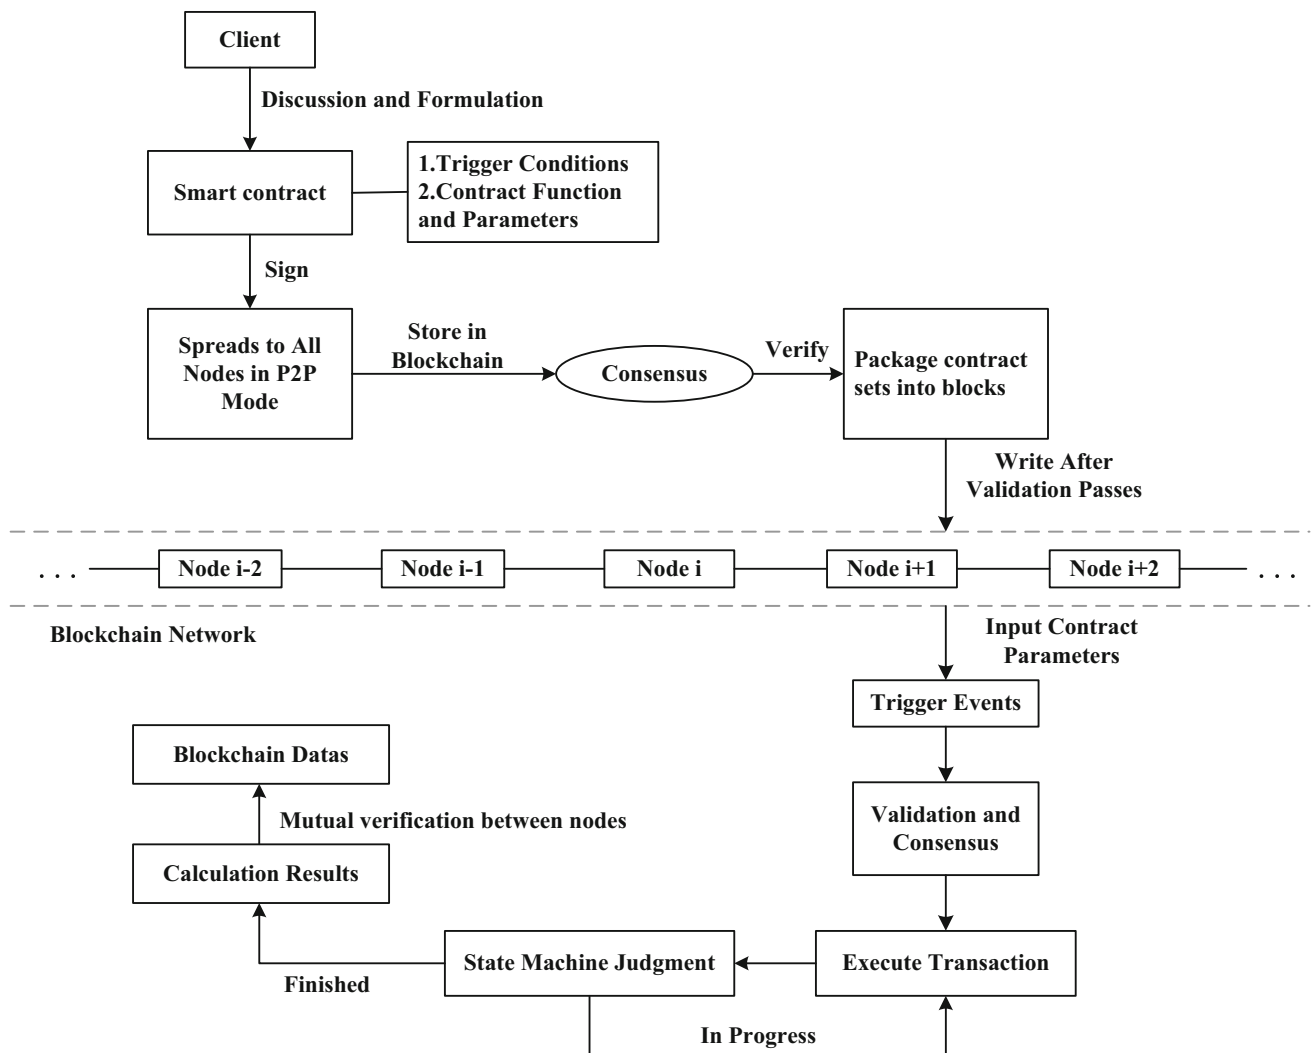 Client
Discussion and Formulation
Smart contract
1.Trigger Conditions
2.Contract Function
and Parameters
Sign
Spreads to All
Nodes in P2P
Mode
Store in
Blockchain
Consensus
Verify
Package contract
sets into blocks
Write After
Validation Passes
. . .
Node i-2
Node i-1
Node i
Node i+1
Node i+2
. . .
Blockchain Network
Input Contract
Parameters
Trigger Events
Blockchain Datas
Validation and
Consensus
Mutual verification between nodes
Calculation Results
State Machine Judgment
Execute Transaction
Finished
In Progress